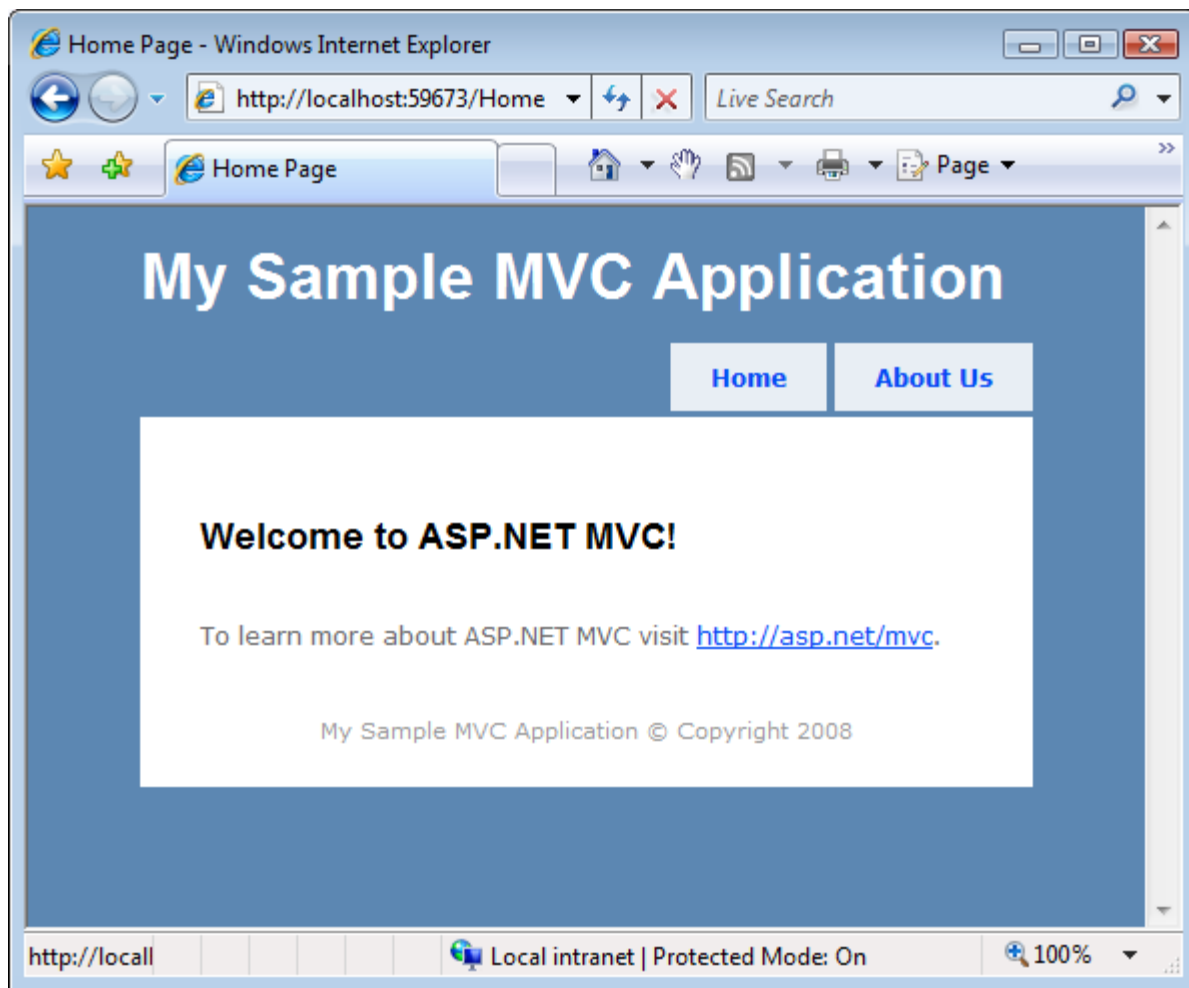 Home Page - Windows Internet Explorer
http://localhost:59673/Home
Live Search
Home Page
Page
»
My Sample MVC Application
Home About Us
Welcome to ASP.NET MVC!
To learn more about ASP.NET MVC visit http://asp.net/mvc.
My Sample MVC Application © Copyright 2008
http://locall Local intranet | Protected Mode: On 100%